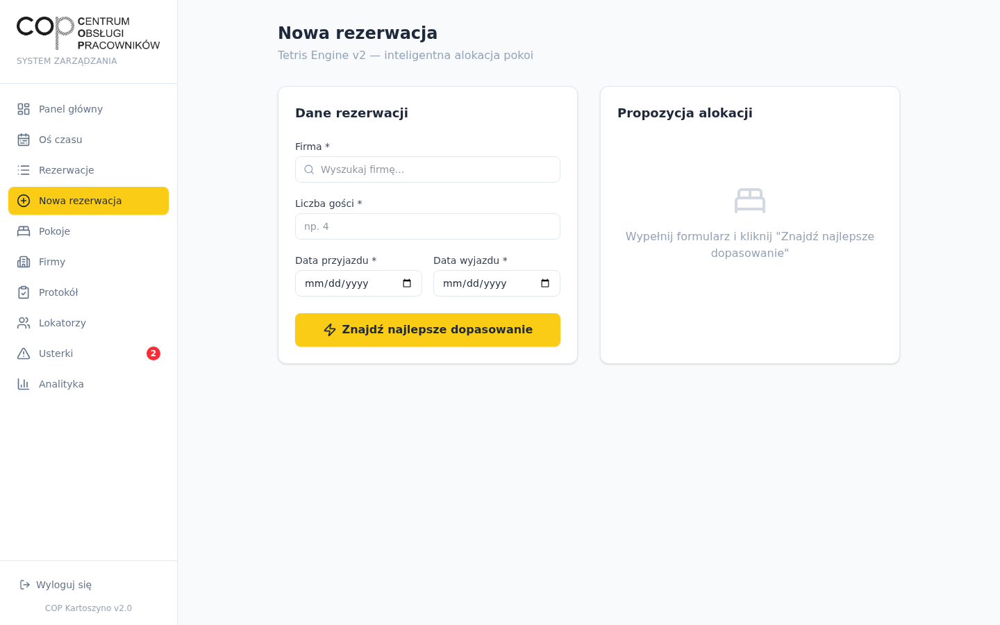 COP CENTRUM
OBSŁUGI
PRACOWNIKÓW
SYSTEM ZARZĄDZANIA
Panel główny
Oś czasu
Rezerwacje
Nowa rezerwacja
Pokoje
Firmy
Protokół
Lokatorzy
Usterki 2
Analityka
Wyloguj się
COP Kartoszyno v2.0
Nowa rezerwacja
Tetris Engine v2 — inteligentna alokacja pokoi
Dane rezerwacji
Firma *
Wyszukaj firmę...
Liczba gości *
np. 4
Data przyjazdu * Data wyjazdu *
mm/dd/yyyy mm/dd/yyyy
Znajdź najlepsze dopasowanie
Propozycja alokacji
Wypełnij formularz i kliknij "Znajdź najlepsze
dopasowanie"